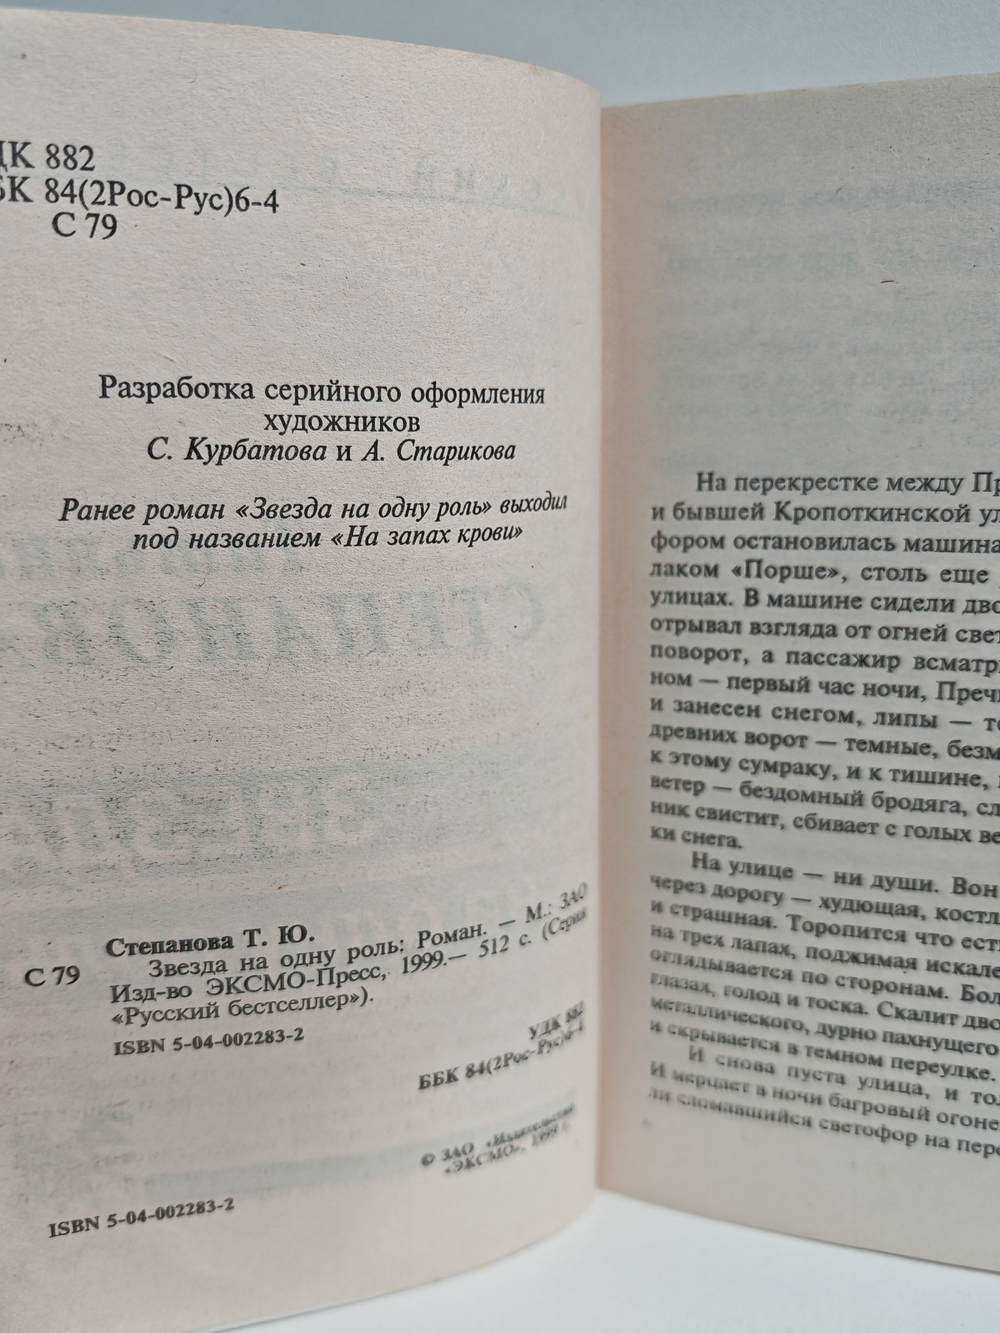 ДК 882
БК 84(2Рос-Рус)6-4
С 79
Разработка серийного оформления
художников
С. Курбатова и А. Старикова
Ранее роман «Звезда на одну роль» выходил
под названием «На запах крови»
Степанова Т. Ю.
С 79 Звезда на одну роль: Роман. — М.: ЗАО
Изд-во ЭКСМО-Пресс, 1999.— 512 с. (Серия
«Русский бестселлер»).
ISBN 5-04-002283-2
УДК 882
ББК 84(2Рос-Рус)6-4
© ЗАО «Издательство
«ЭКСМО», 1999 г.
ISBN 5-04-002283-2
На перекрестке между Пр
и бывшей Кропоткинской ул
фором остановилась машина
лаком «Порше», столь еще
улицах. В машине сидели дво
отрывал взгляда от огней свет
поворот, а пассажир всматр
ном — первый час ночи, Преч
и занесен снегом, липы — т
древних ворот — темные, безм
к этому сумраку, и к тишине,
ветер — бездомный бродяга, сл
ник свистит, сбивает с голых ве
ки снега.
На улице — ни души. Вон
через дорогу — худющая, костл
и страшная. Торопится что ест
на трех лапах, поджимая искале
оглядывается по сторонам. Бол
глазах, голод и тоска. Скалит дво
металлического, дурно пахнущего
и скрывается в темном переулке.
И снова пуста улица, и тол
И мерцает в ночи багровый огоне
ли сломавшийся светофор на пере